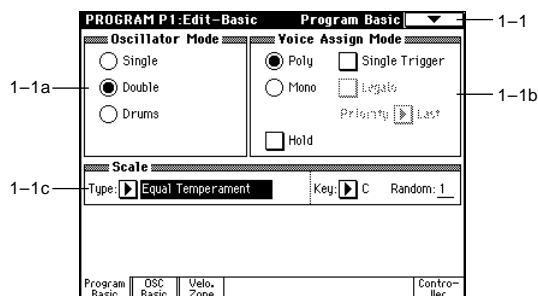 PROGRAM P1:Edit-Basic Program Basic
1-1
Oscillator Mode
Voice Assign Mode
Single
Poly
Single Trigger
1-1a
Double
Mono
Legato
1-1b
Drums
Priority Last
Hold
Scale
1-1c
Type: Equal Temperament
Key: C
Random: _
Program Basic
OSC Basic
Velo. Zone
Contro- ller